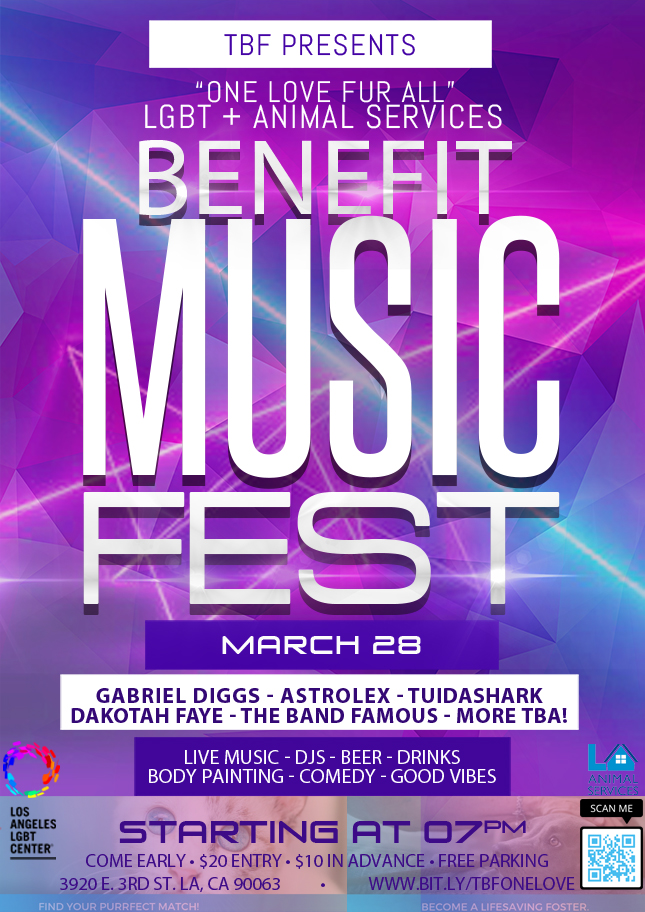 TBF PRESENTS
“ONE LOVE FUR ALL”
LGBT + ANIMAL SERVICES
BENEFIT
MUSIC
FEST
MARCH 28
GABRIEL DIGGS - ASTROLEX - TUIDASHARK
DAKOTAH FAYE - THE BAND FAMOUS - MORE TBA!
LIVE MUSIC - DJS - BEER - DRINKS
BODY PAINTING - COMEDY - GOOD VIBES
LA
ANIMAL
SERVICES
SCAN ME
LOS
ANGELES
LGBT
CENTER
STARTING AT 07PM
COME EARLY • $20 ENTRY • $10 IN ADVANCE • FREE PARKING
3920 E. 3RD ST. LA, CA 90063 • WWW.BIT.LY/TBFONELOVE
FIND YOUR PURRFECT MATCH!
BECOME A LIFESAVING FOSTER.